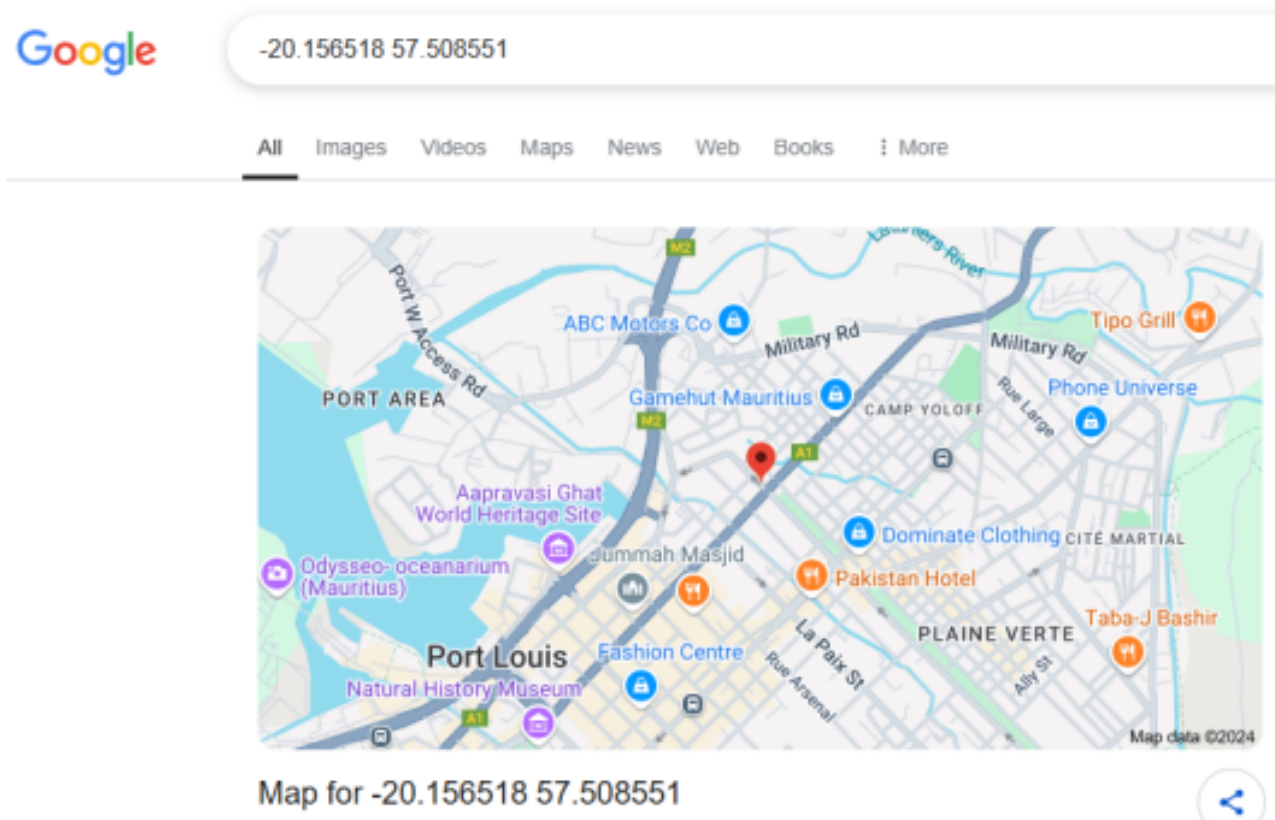 Google
-20.156518 57.508551
All Images Videos Maps News Web Books More
M2
Port W Access Rd
ABC Motors Co
Military Rd
Military Rd
Tipo Grill
PORT AREA
Gamehut Mauritius
CAMP YOLOFF
Rue Large
Phone Universe
M2
A1
Aapravasi Ghat
World Heritage Site
Jummah Masjid
Dominate Clothing
CITÉ MARTIAL
Odysseo- oceanarium
(Mauritius)
Pakistan Hotel
Taba-J Bashir
PLAINE VERTE
La Paix St
Port Louis
Fashion Centre
Rue Arsenal
Ally St
Natural History Museum
A1
Map data ©2024
Map for -20.156518 57.508551